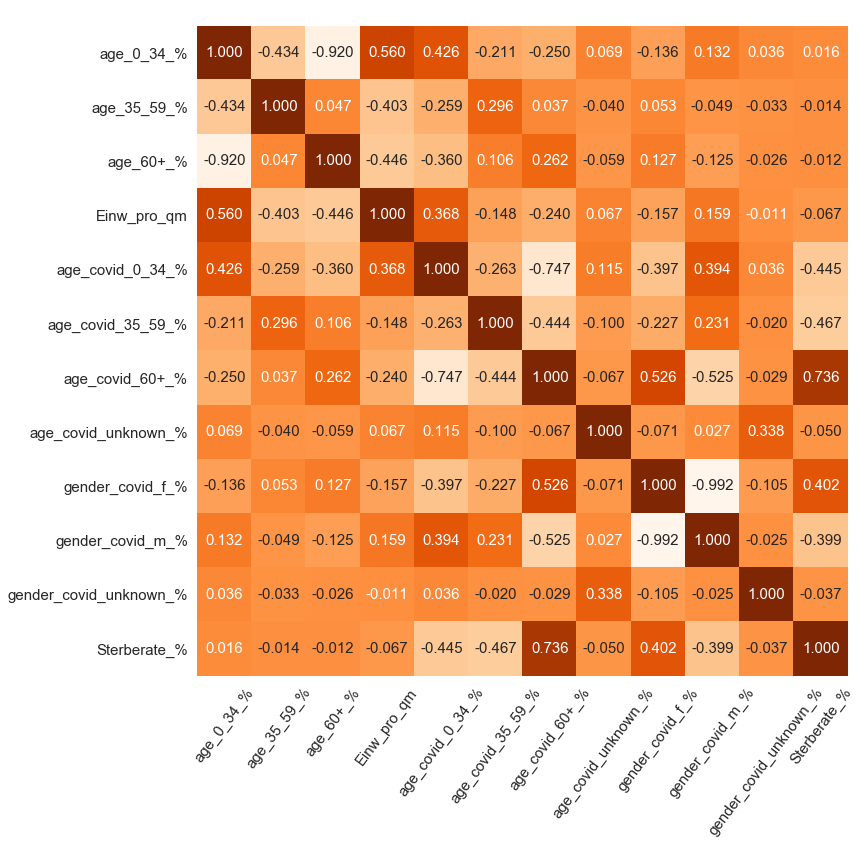 age_0_34_% 1.000 -0.434 -0.920 0.560 0.426 -0.211 -0.250 0.069 -0.136 0.132 0.036 0.016
age_35_59_% -0.434 1.000 0.047 -0.403 -0.259 0.296 0.037 -0.040 0.053 -0.049 -0.033 -0.014
age_60+_% -0.920 0.047 1.000 -0.446 -0.360 0.106 0.262 -0.059 0.127 -0.125 -0.026 -0.012
Einw_pro_qm 0.560 -0.403 -0.446 1.000 0.368 -0.148 -0.240 0.067 -0.157 0.159 -0.011 -0.067
age_covid_0_34_% 0.426 -0.259 -0.360 0.368 1.000 -0.263 -0.747 0.115 -0.397 0.394 0.036 -0.445
age_covid_35_59_% -0.211 0.296 0.106 -0.148 -0.263 1.000 -0.444 -0.100 -0.227 0.231 -0.020 -0.467
age_covid_60+_% -0.250 0.037 0.262 -0.240 -0.747 -0.444 1.000 -0.067 0.526 -0.525 -0.029 0.736
age_covid_unknown_% 0.069 -0.040 -0.059 0.067 0.115 -0.100 -0.067 1.000 -0.071 0.027 0.338 -0.050
gender_covid_f_% -0.136 0.053 0.127 -0.157 -0.397 -0.227 0.526 -0.071 1.000 -0.992 -0.105 0.402
gender_covid_m_% 0.132 -0.049 -0.125 0.159 0.394 0.231 -0.525 0.027 -0.992 1.000 -0.025 -0.399
gender_covid_unknown_% 0.036 -0.033 -0.026 -0.011 0.036 -0.020 -0.029 0.338 -0.105 -0.025 1.000 -0.037
Sterberate_% 0.016 -0.014 -0.012 -0.067 -0.445 -0.467 0.736 -0.050 0.402 -0.399 -0.037 1.000
age_0_34_%
age_35_59_%
age_60+_%
Einw_pro_qm
age_covid_0_34_%
age_covid_35_59_%
age_covid_60+_%
age_covid_unknown_%
gender_covid_f_%
gender_covid_m_%
gender_covid_unknown_%
Sterberate_%